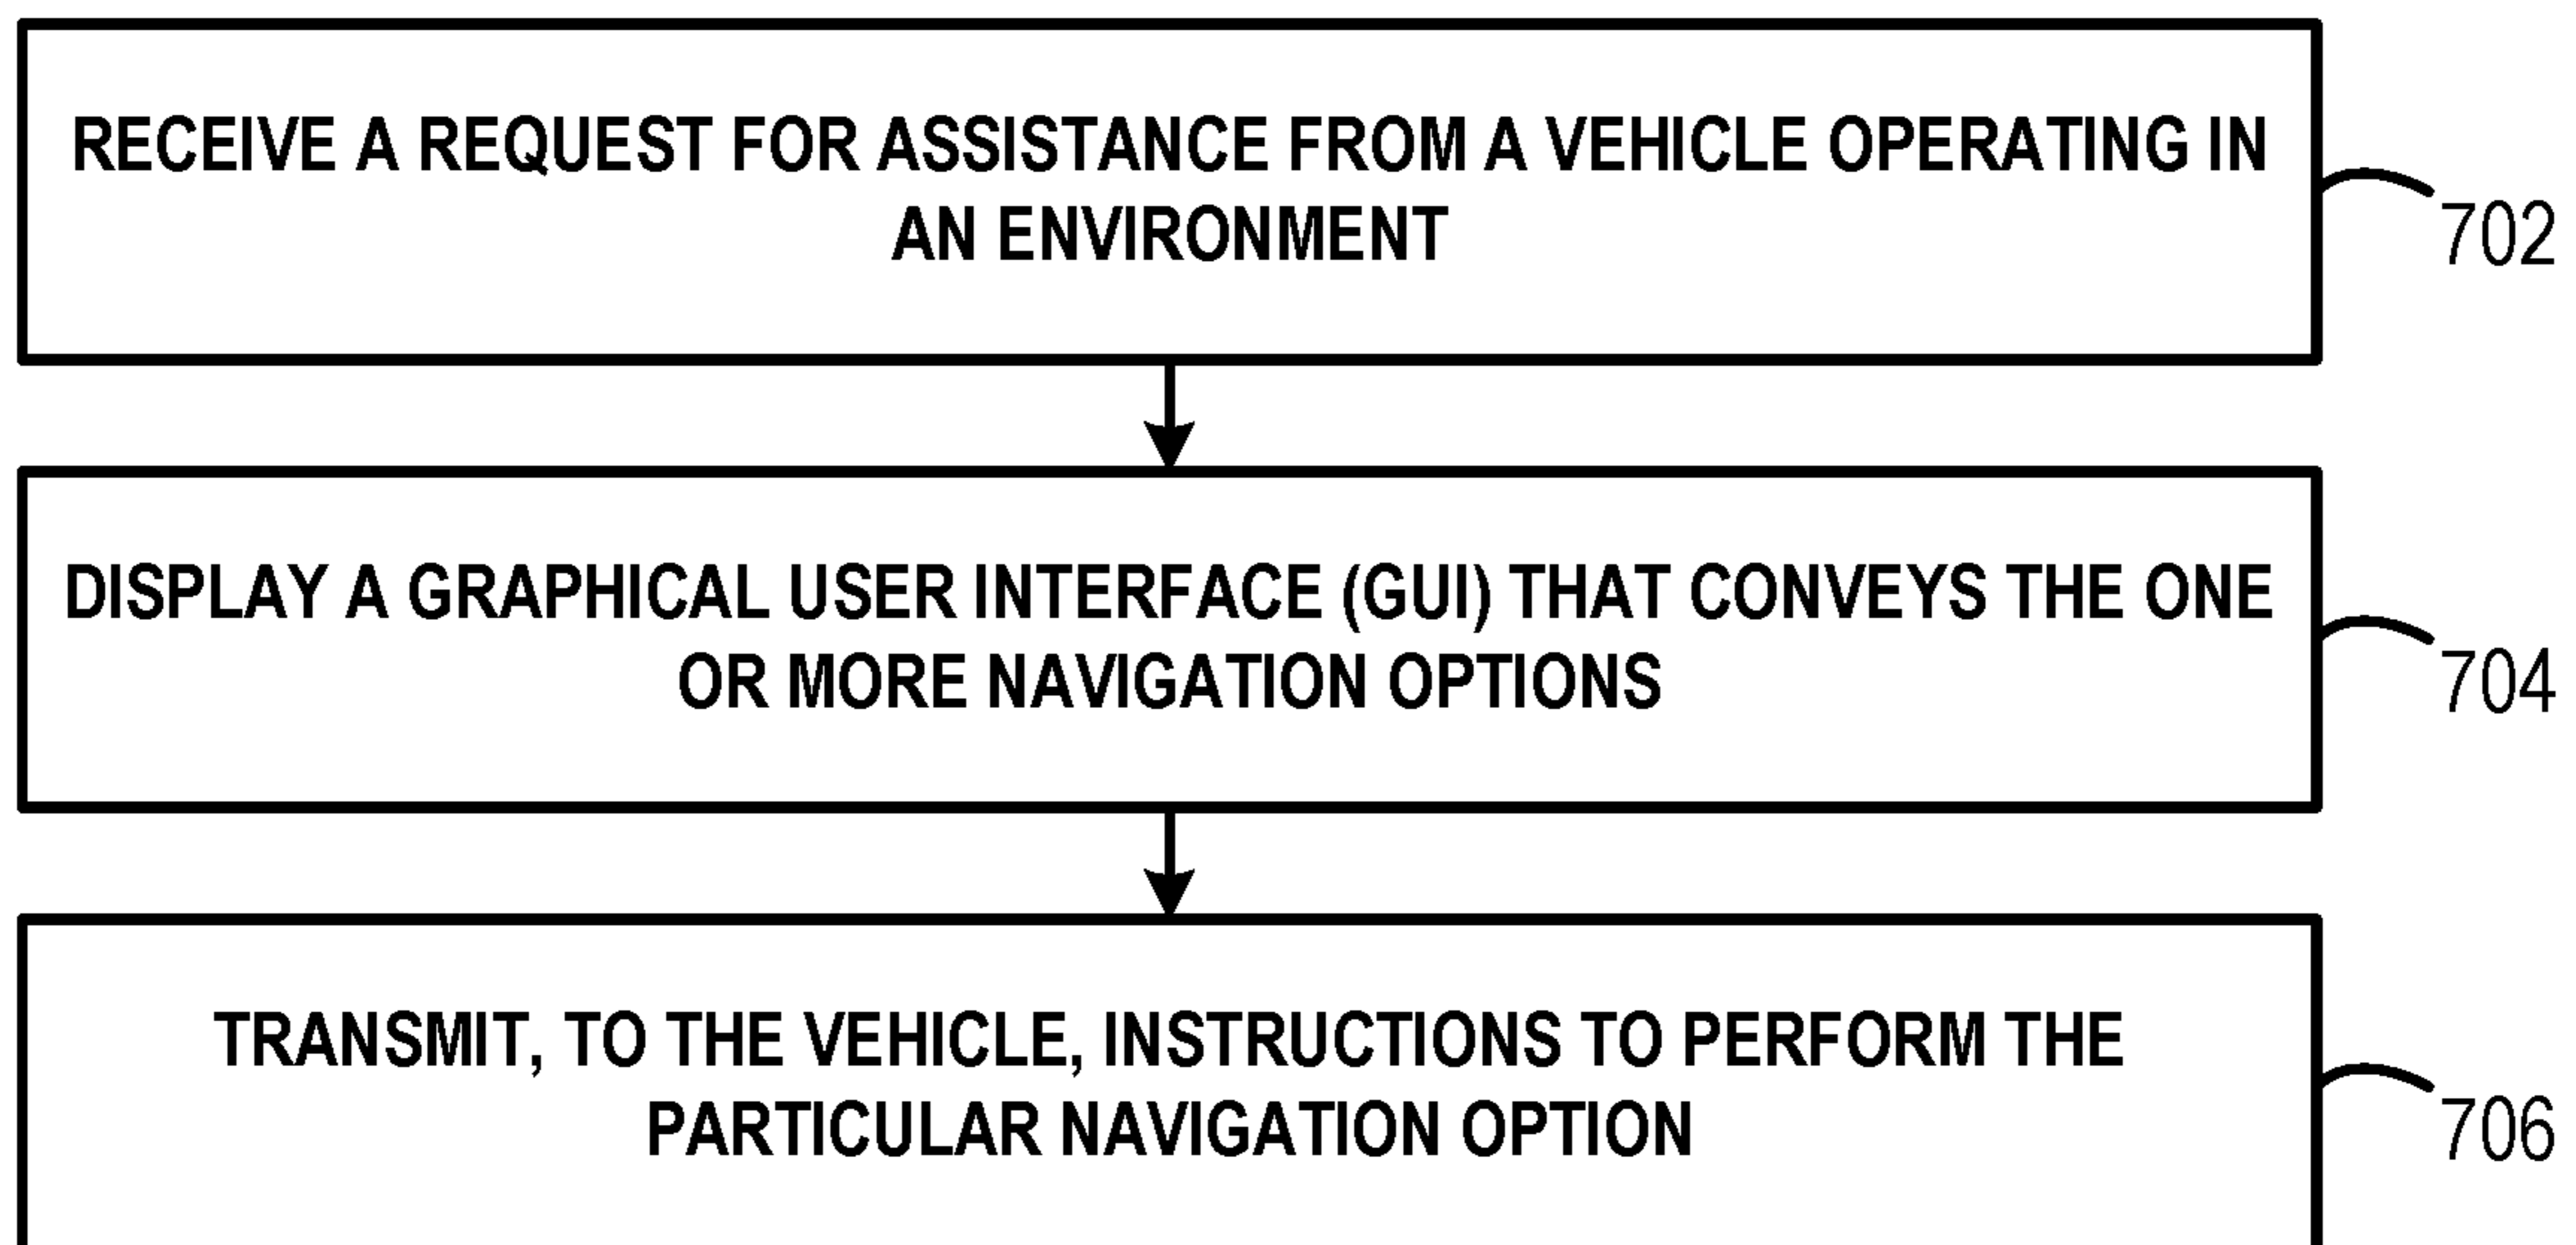 RECEIVE A REQUEST FOR ASSISTANCE FROM A VEHICLE OPERATING IN
AN ENVIRONMENT
702
DISPLAY A GRAPHICAL USER INTERFACE (GUI) THAT CONVEYS THE ONE
OR MORE NAVIGATION OPTIONS
704
TRANSMIT, TO THE VEHICLE, INSTRUCTIONS TO PERFORM THE
PARTICULAR NAVIGATION OPTION
706